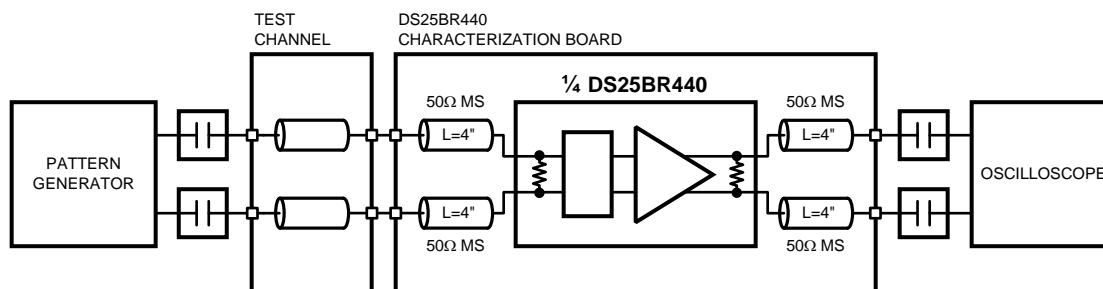 TEST
CHANNEL
DS25BR440
CHARACTERIZATION BOARD
¼ DS25BR440
50Ω MS
50Ω MS
L=4"
L=4"
PATTERN
GENERATOR
OSCILLOSCOPE
L=4"
L=4"
50Ω MS
50Ω MS